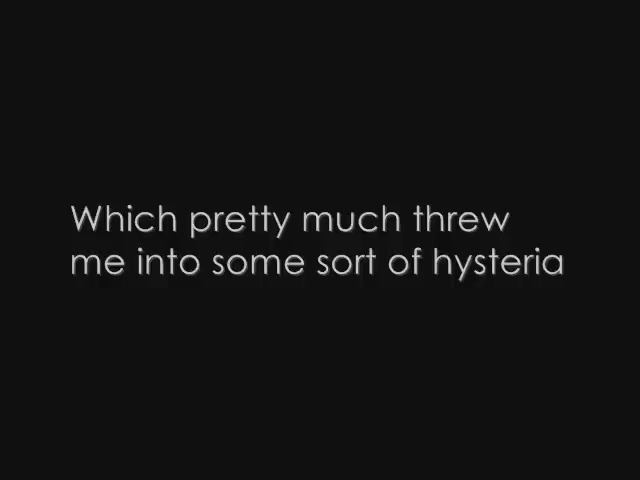 Which pretty much threw
me into some sort of hysteria